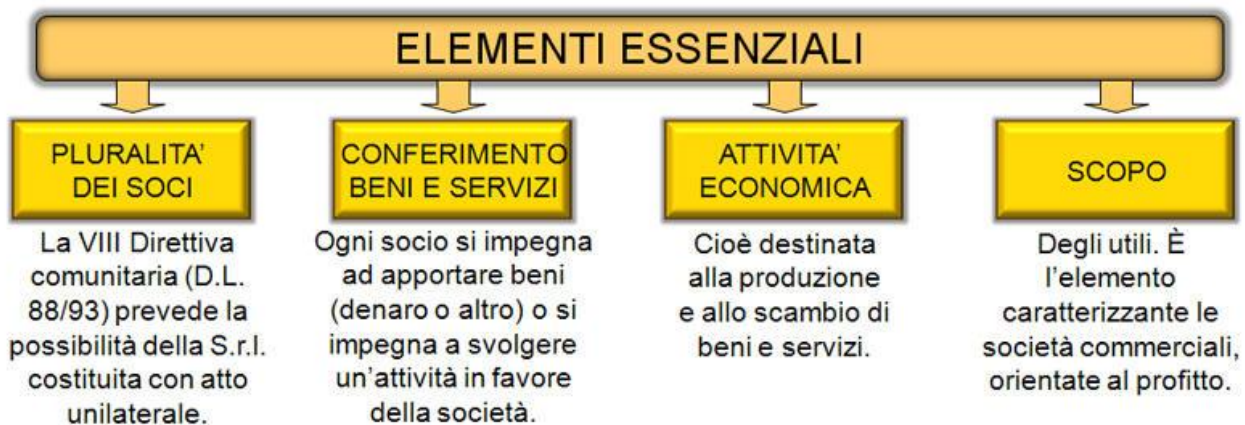 ELEMENTI ESSENZIALI
PLURALITA'
DEI SOCI
La VIII Direttiva
comunitaria (D.L.
88/93) prevede la
possibilità della S.r.l.
costituita con atto
unilaterale.
CONFERIMENTO
BENI E SERVIZI
Ogni socio si impegna
ad apportare beni
(denaro o altro) o si
impegna a svolgere
un'attività in favore
della società.
ATTIVITA'
ECONOMICA
Cioè destinata
alla produzione
e allo scambio di
beni e servizi.
SCOPO
Degli utili. È
l'elemento
caratterizzante le
società commerciali,
orientate al profitto.